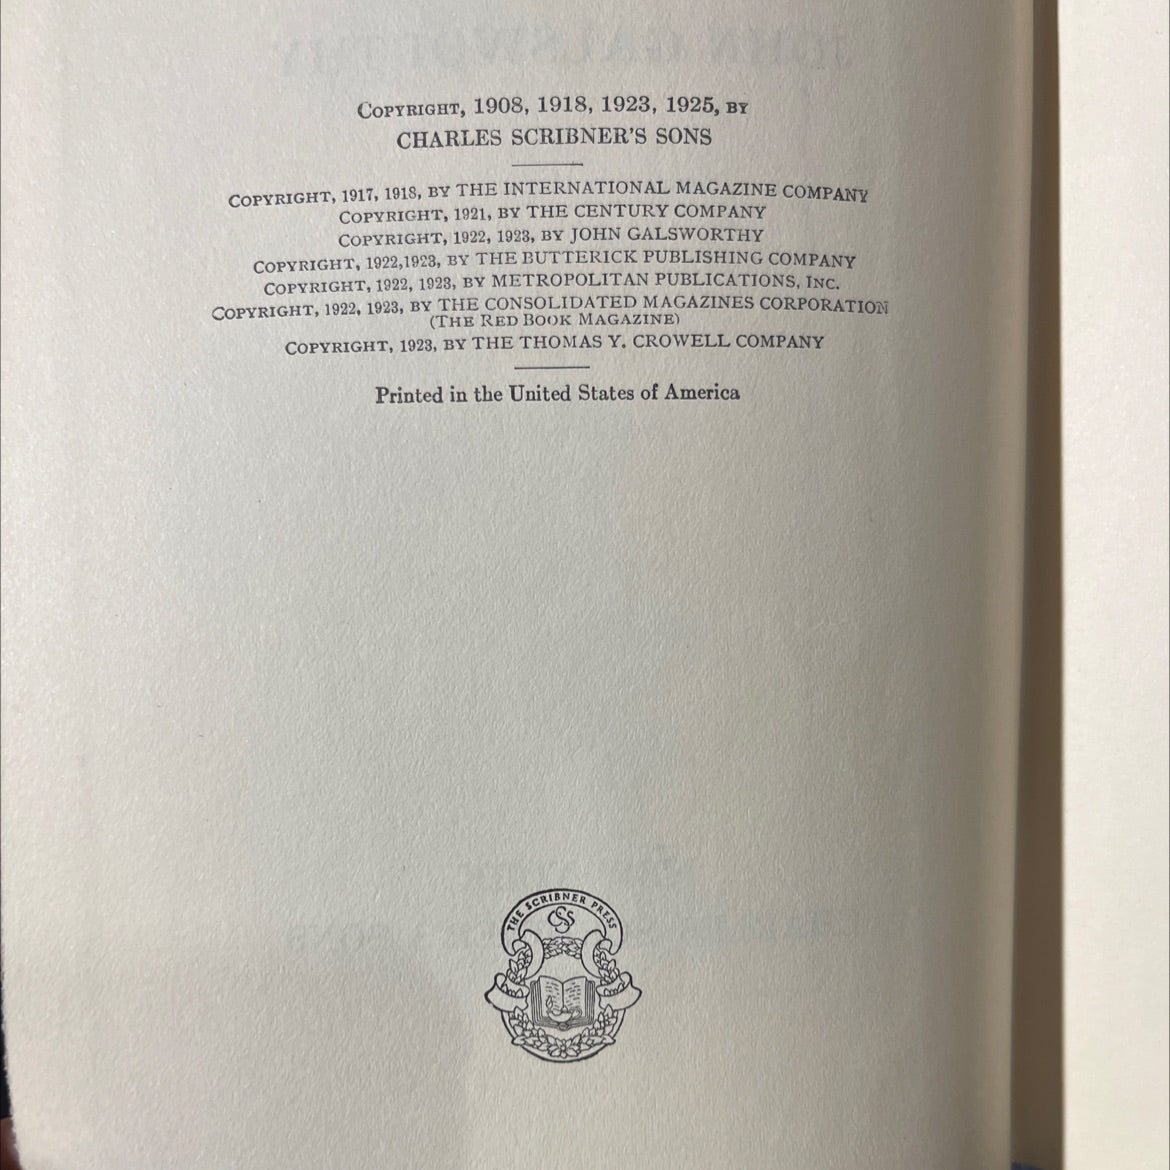 COPYRIGHT, 1908, 1918, 1923, 1925, BY
CHARLES SCRIBNER'S SONS
COPYRIGHT, 1917, 1918, BY THE INTERNATIONAL MAGAZINE COMPANY
COPYRIGHT, 1921, BY THE CENTURY COMPANY
COPYRIGHT, 1922, 1923, BY JOHN GALSWORTHY
COPYRIGHT, 1922,1923, BY THE BUTTERICK PUBLISHING COMPANY
COPYRIGHT, 1922, 1923, BY METROPOLITAN PUBLICATIONS, INC.
COPYRIGHT, 1922, 1923, BY THE CONSOLIDATED MAGAZINES CORPORATION
(THE RED BOOK MAGAZINE)
COPYRIGHT, 1923, BY THE THOMAS Y. CROWELL COMPANY
Printed in the United States of America
THE SCRIBNER PRESS
CSS